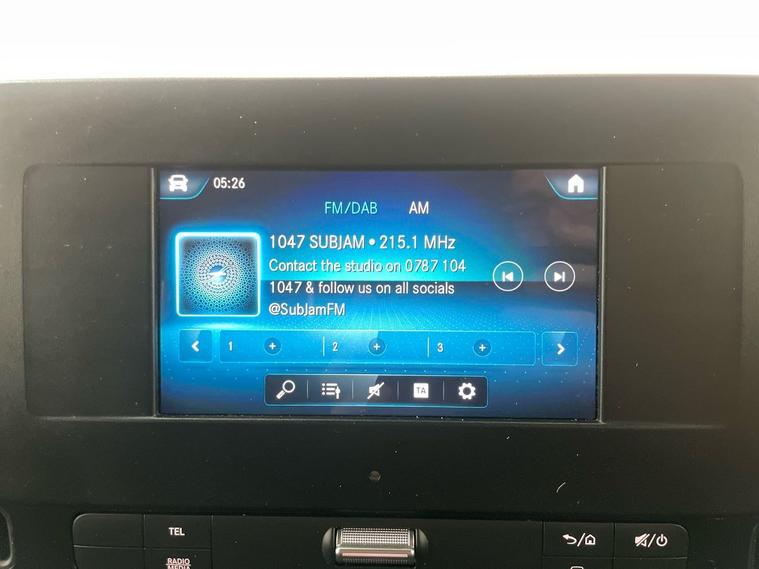 05:26
FM/DAB AM
1047 SUBJAM • 215.1 MHz
Contact the studio on 0787 104
1047 & follow us on all socials
@SubJamFM
1 2 3
TA
TEL
RADIO
MEDIA